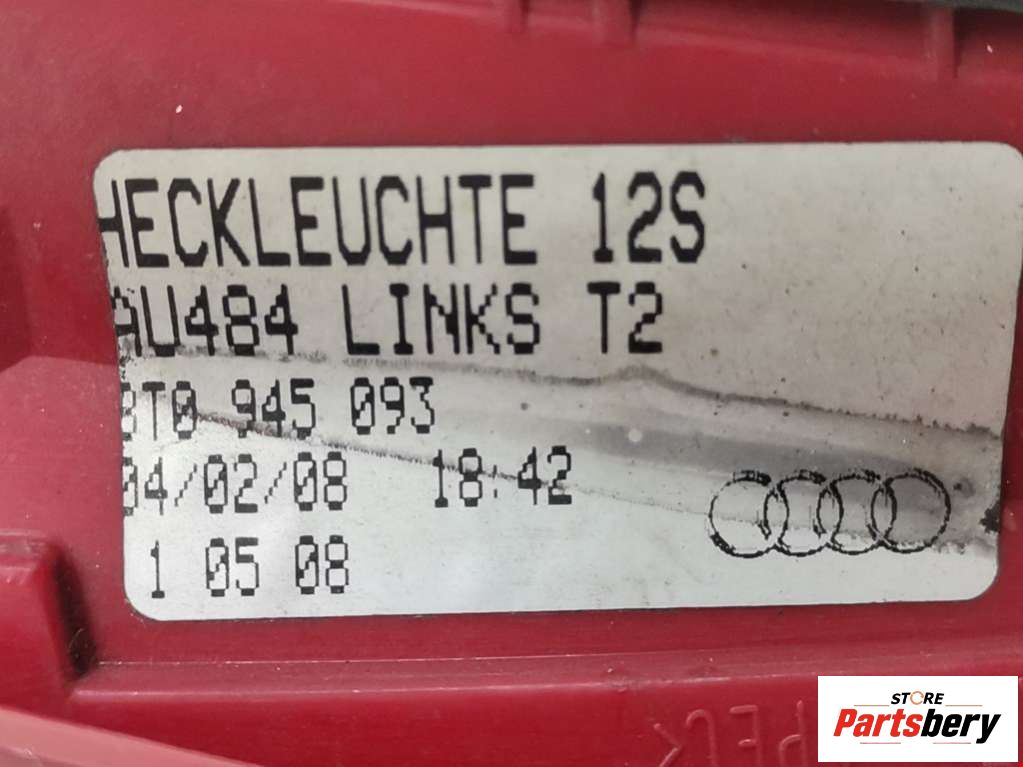 HECKLEUCHTE 12S
AU484 LINKS T2
8T0 945 093
04/02/08 18:42
1 05 08
STORE
Partsbery